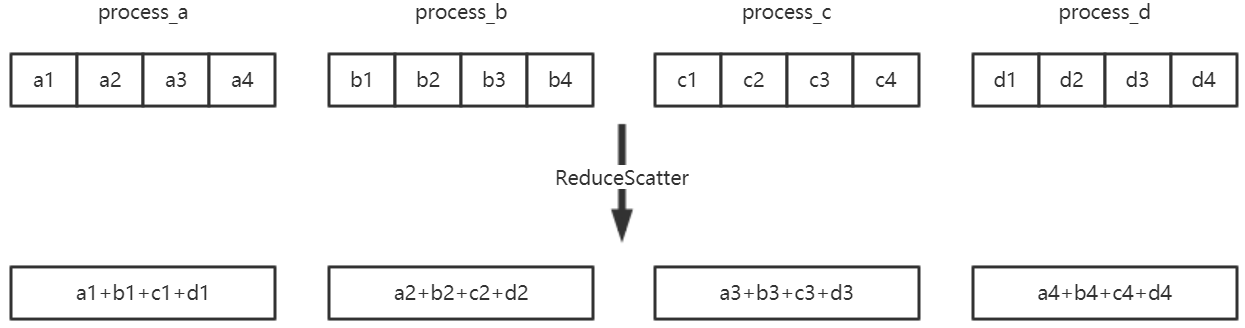 process_a process_b process_c process_d
a1 a2 a3 a4 b1 b2 b3 b4 c1 c2 c3 c4 d1 d2 d3 d4
ReduceScatter
a1+b1+c1+d1 a2+b2+c2+d2 a3+b3+c3+d3 a4+b4+c4+d4